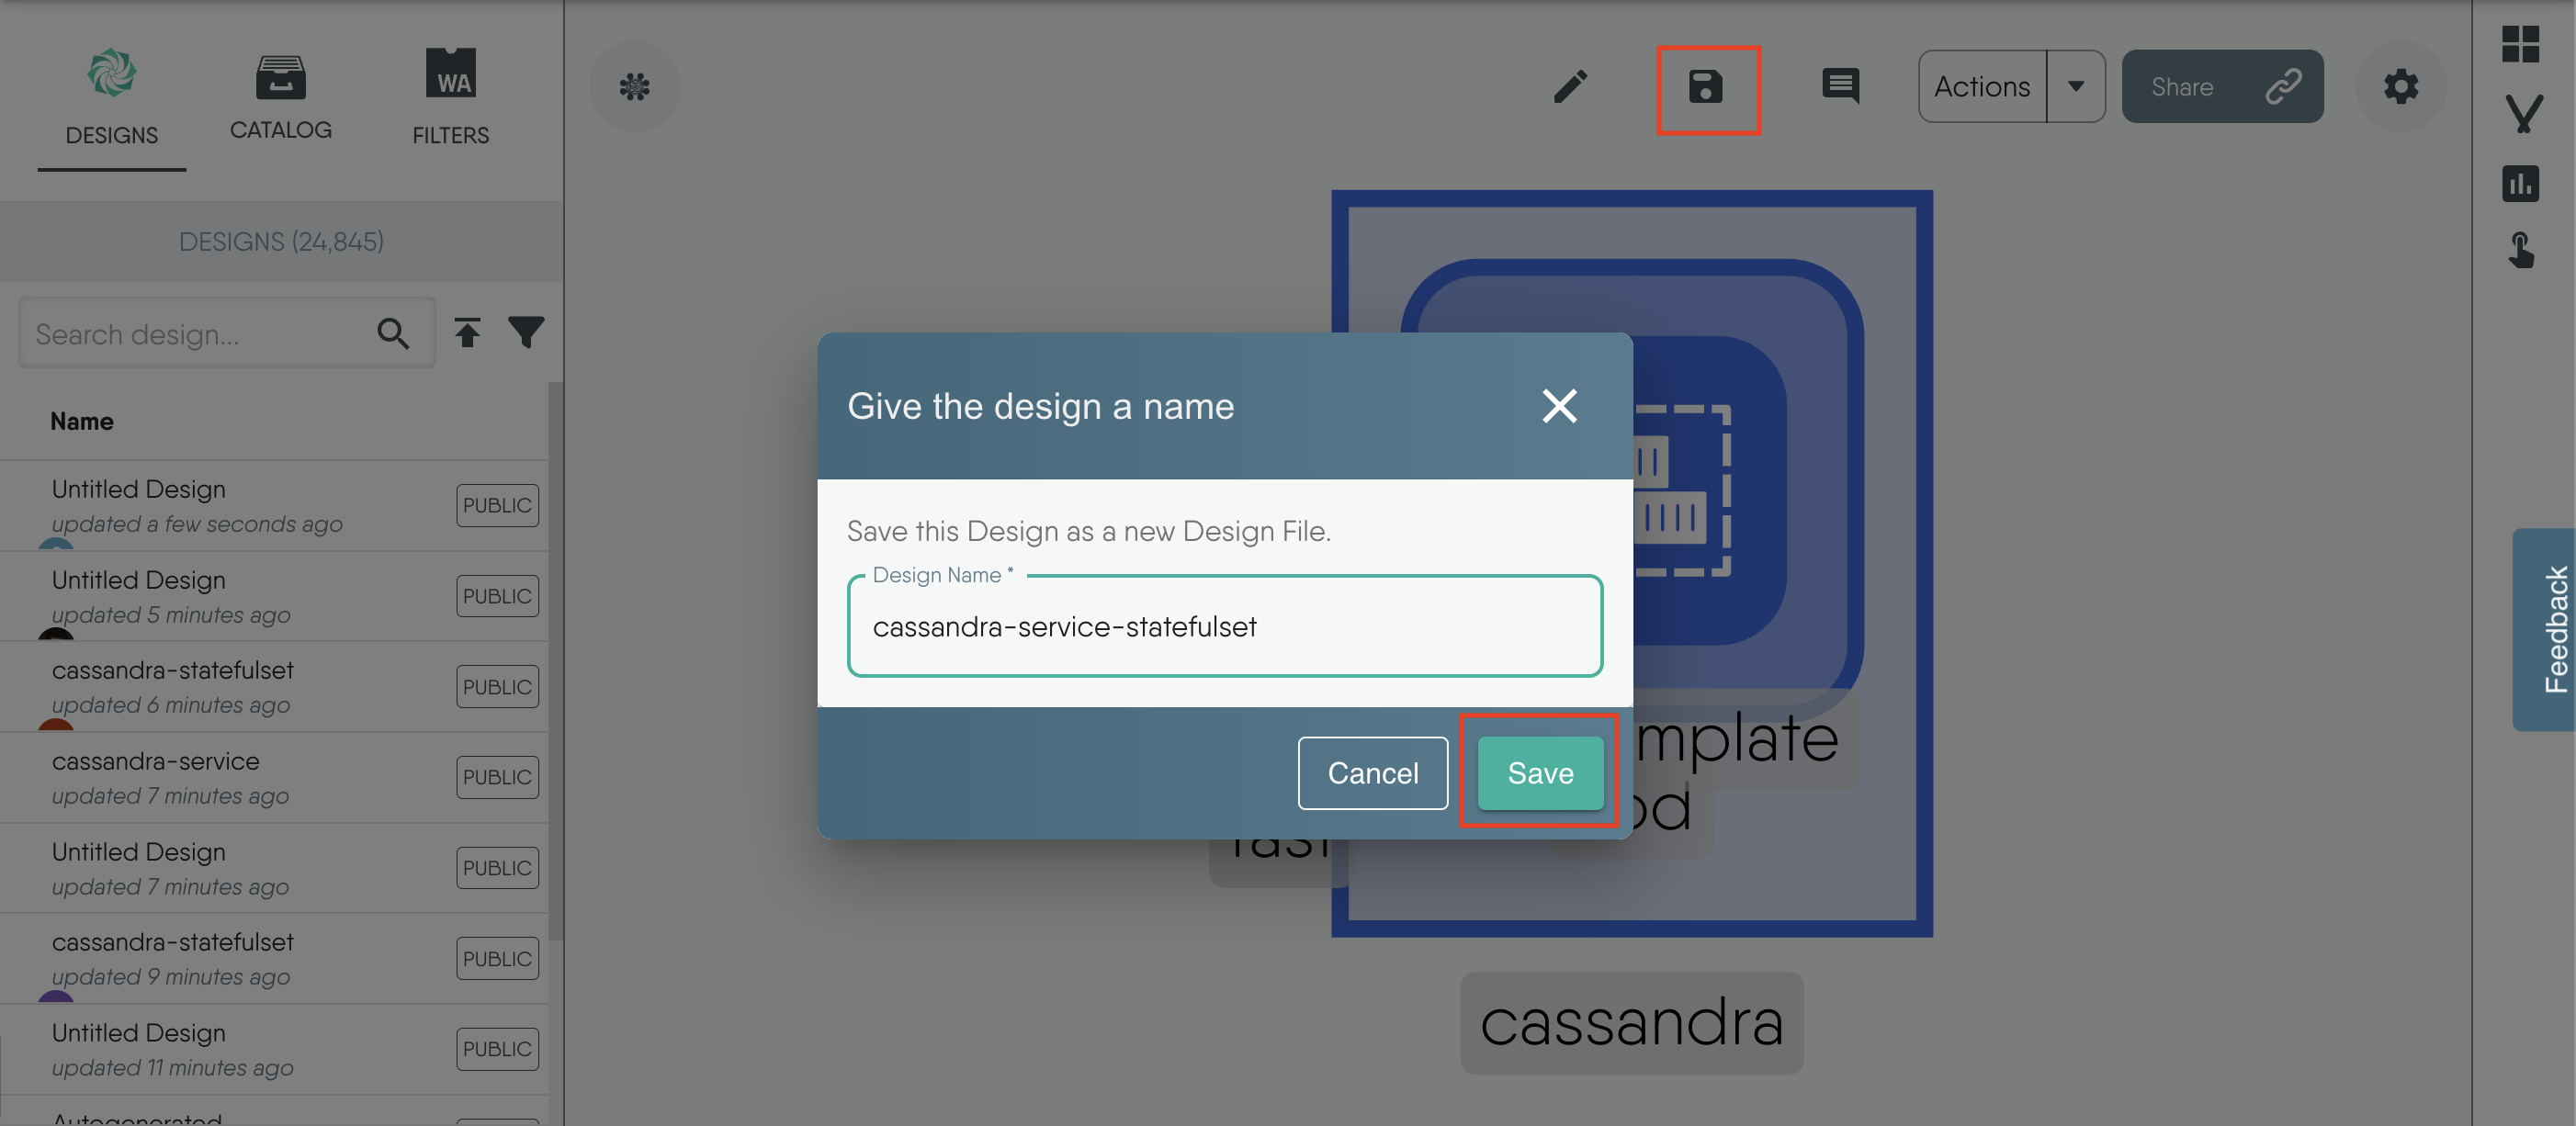 DESIGNS
CATALOG
WA
FILTERS
Actions
Share
DESIGNS (24,845)
Search design...
Name
Untitled Design
updated a few seconds ago
PUBLIC
Untitled Design
updated 5 minutes ago
PUBLIC
cassandra-statefulset
updated 6 minutes ago
PUBLIC
cassandra-service
updated 7 minutes ago
PUBLIC
Untitled Design
updated 7 minutes ago
PUBLIC
cassandra-statefulset
updated 9 minutes ago
PUBLIC
Untitled Design
updated 11 minutes ago
PUBLIC
Autogenerated
Give the design a name
Save this Design as a new Design File.
Design Name *
cassandra-service-statefulset
Cancel
Save
mplate
od
cassandra
Feedback